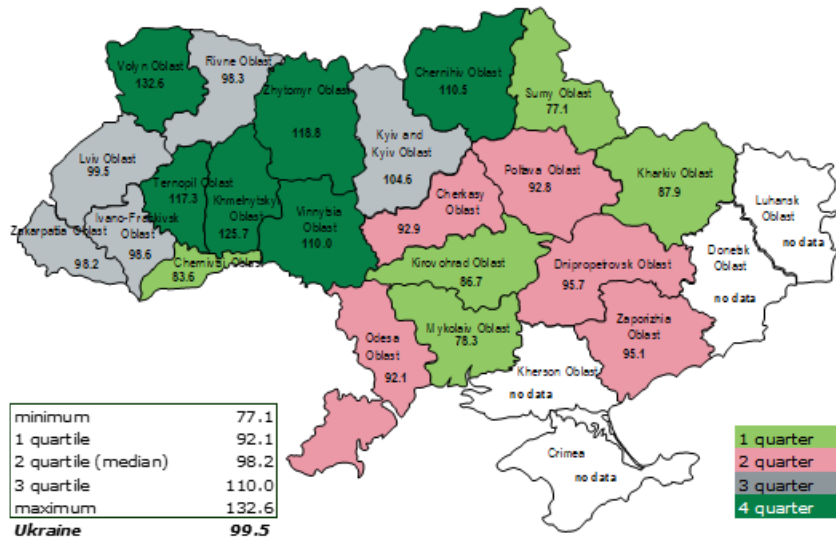 Volyn Oblast
132.6
Rivne Oblast
98.3
Zhytomyr Oblast
118.8
Chernihiv Oblast
110.5
Sumy Oblast
77.1
Kyiv and
Kyiv Oblast
104.6
Lviv Oblast
99.5
Ternopil Oblast
117.3
Khmelnytskyi
Oblast
125.7
Vinnytsia
Oblast
110.0
Ivano-Frankivsk
Oblast
98.6
Zakarpattia Oblast
98.2
Chernivtsi Oblast
83.6
Cherkasy
Oblast
92.9
Poltava Oblast
92.8
Kharkiv Oblast
87.9
Luhansk
Oblast
no data
Donetsk
Oblast
no data
Kirovohrad Oblast
86.7
Dnipropetrovsk Oblast
95.7
Zaporizhia
Oblast
95.1
Mykolaiv Oblast
78.3
Odesa
Oblast
92.1
Kherson Oblast
no data
Crimea
no data
minimum 77.1
1 quartile 92.1
2 quartile (median) 98.2
3 quartile 110.0
maximum 132.6
Ukraine 99.5
1 quarter
2 quarter
3 quarter
4 quarter